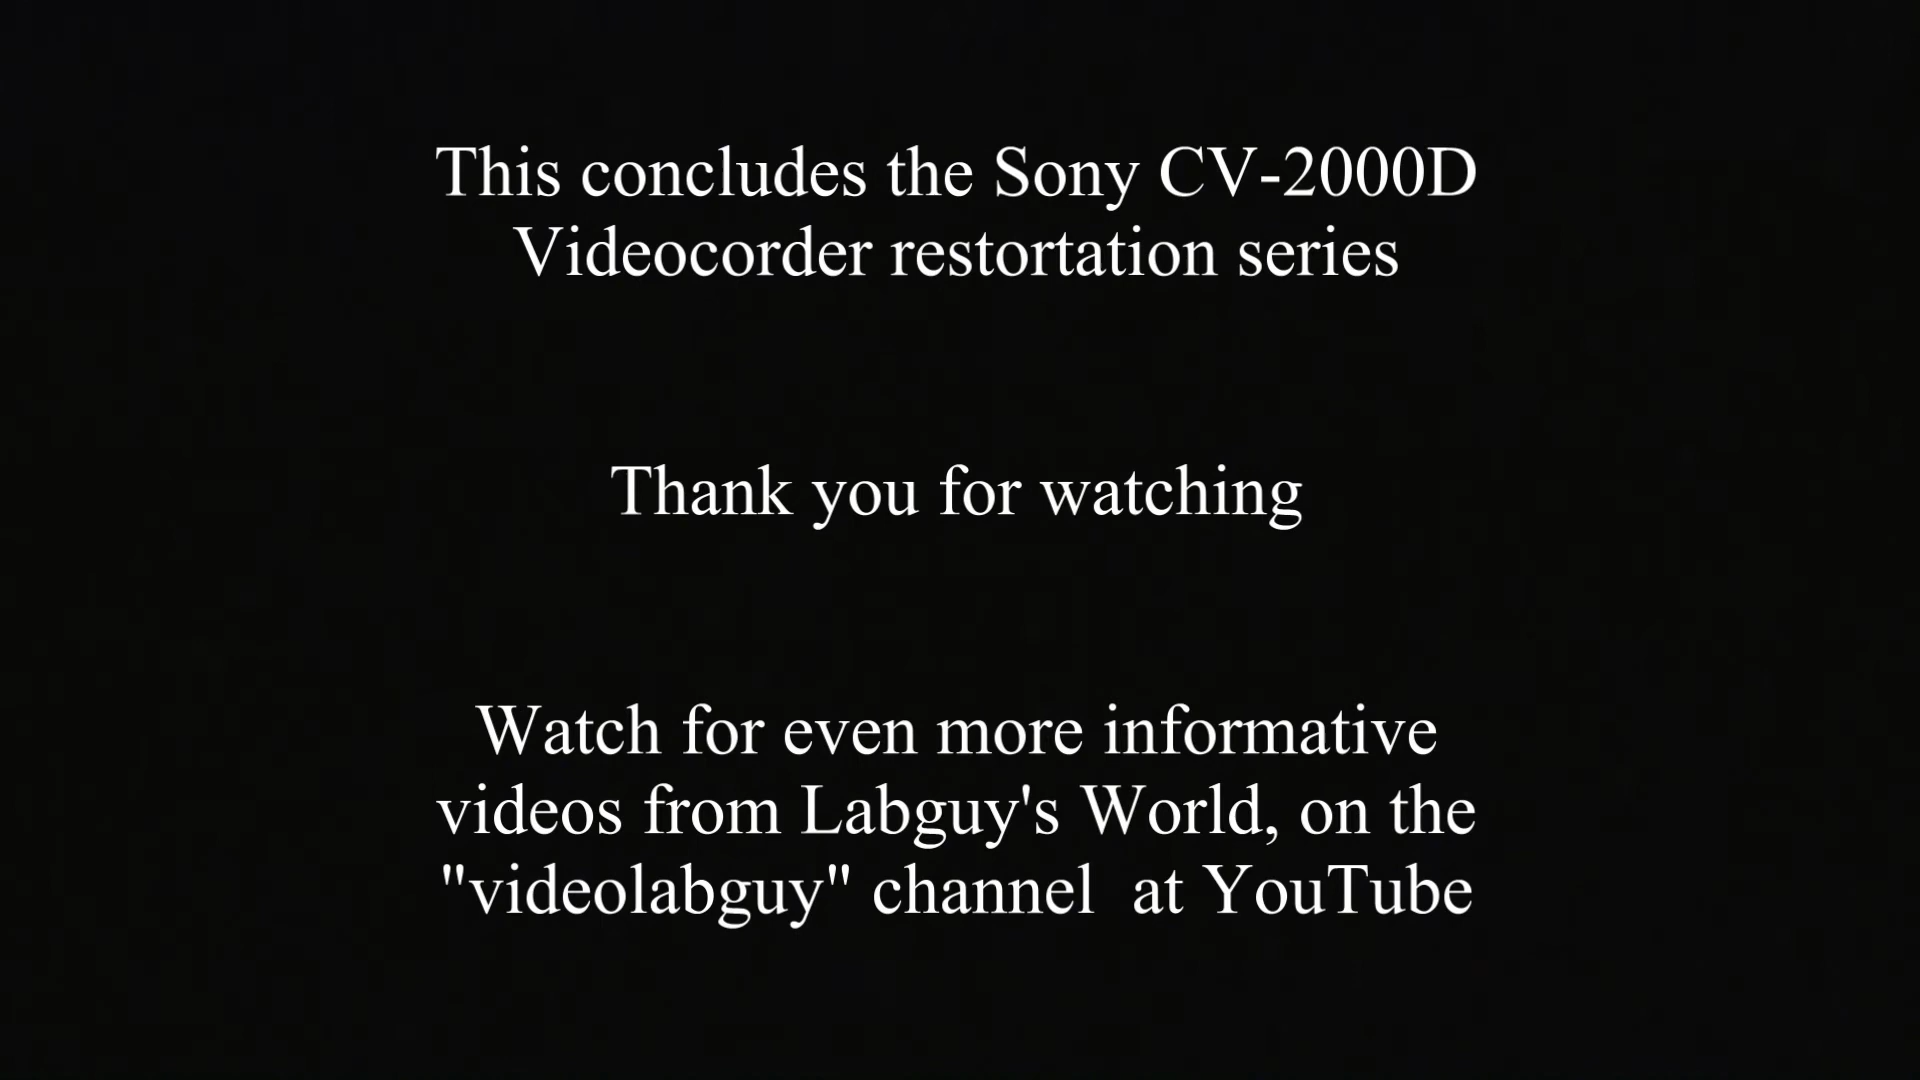 This concludes the Sony CV-2000D
Videocorder restortation series
Thank you for watching
Watch for even more informative
videos from Labguy's World, on the
"videolabguy" channel  at YouTube